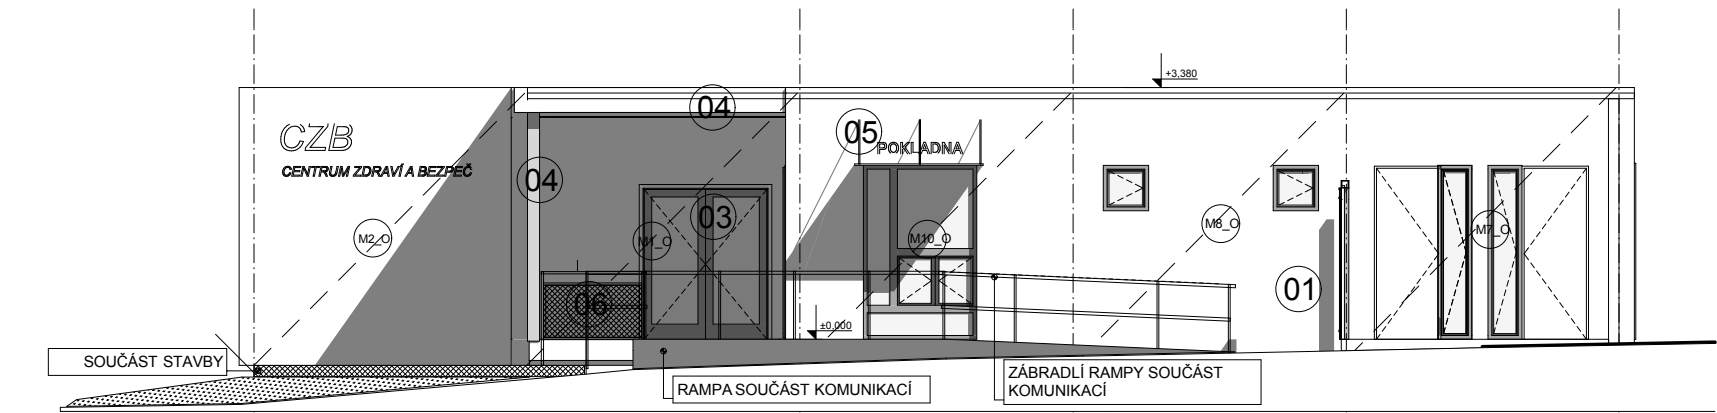 +3,380
04
05
CZB
POKLADNA
CENTRUM ZDRAVÍ A BEZPEČ
04
03
M2_O
M1_O
M10_O
M8_O
M7_O
06
01
±0,000
SOUČÁST STAVBY
RAMPA SOUČÁST KOMUNIKACÍ
ZÁBRADLÍ RAMPY SOUČÁST
KOMUNIKACÍ